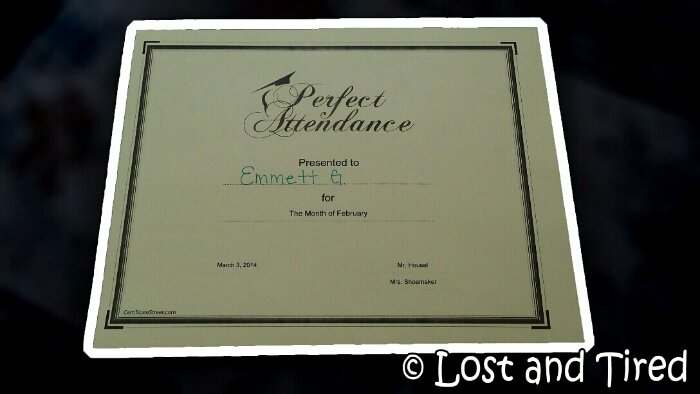 Perfect
Attendance
Presented to
Emmett G.
for
The Month of February
March 3, 2014
Mr. Housel
Mrs. Shoemaker
CertificateStreet.com
© Lost and Tired